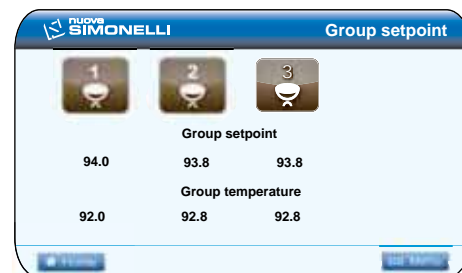 nuova SIMONELLI Group setpoint
1 2 3
Group setpoint
94.0 93.8 93.8
Group temperature
92.0 92.8 92.8